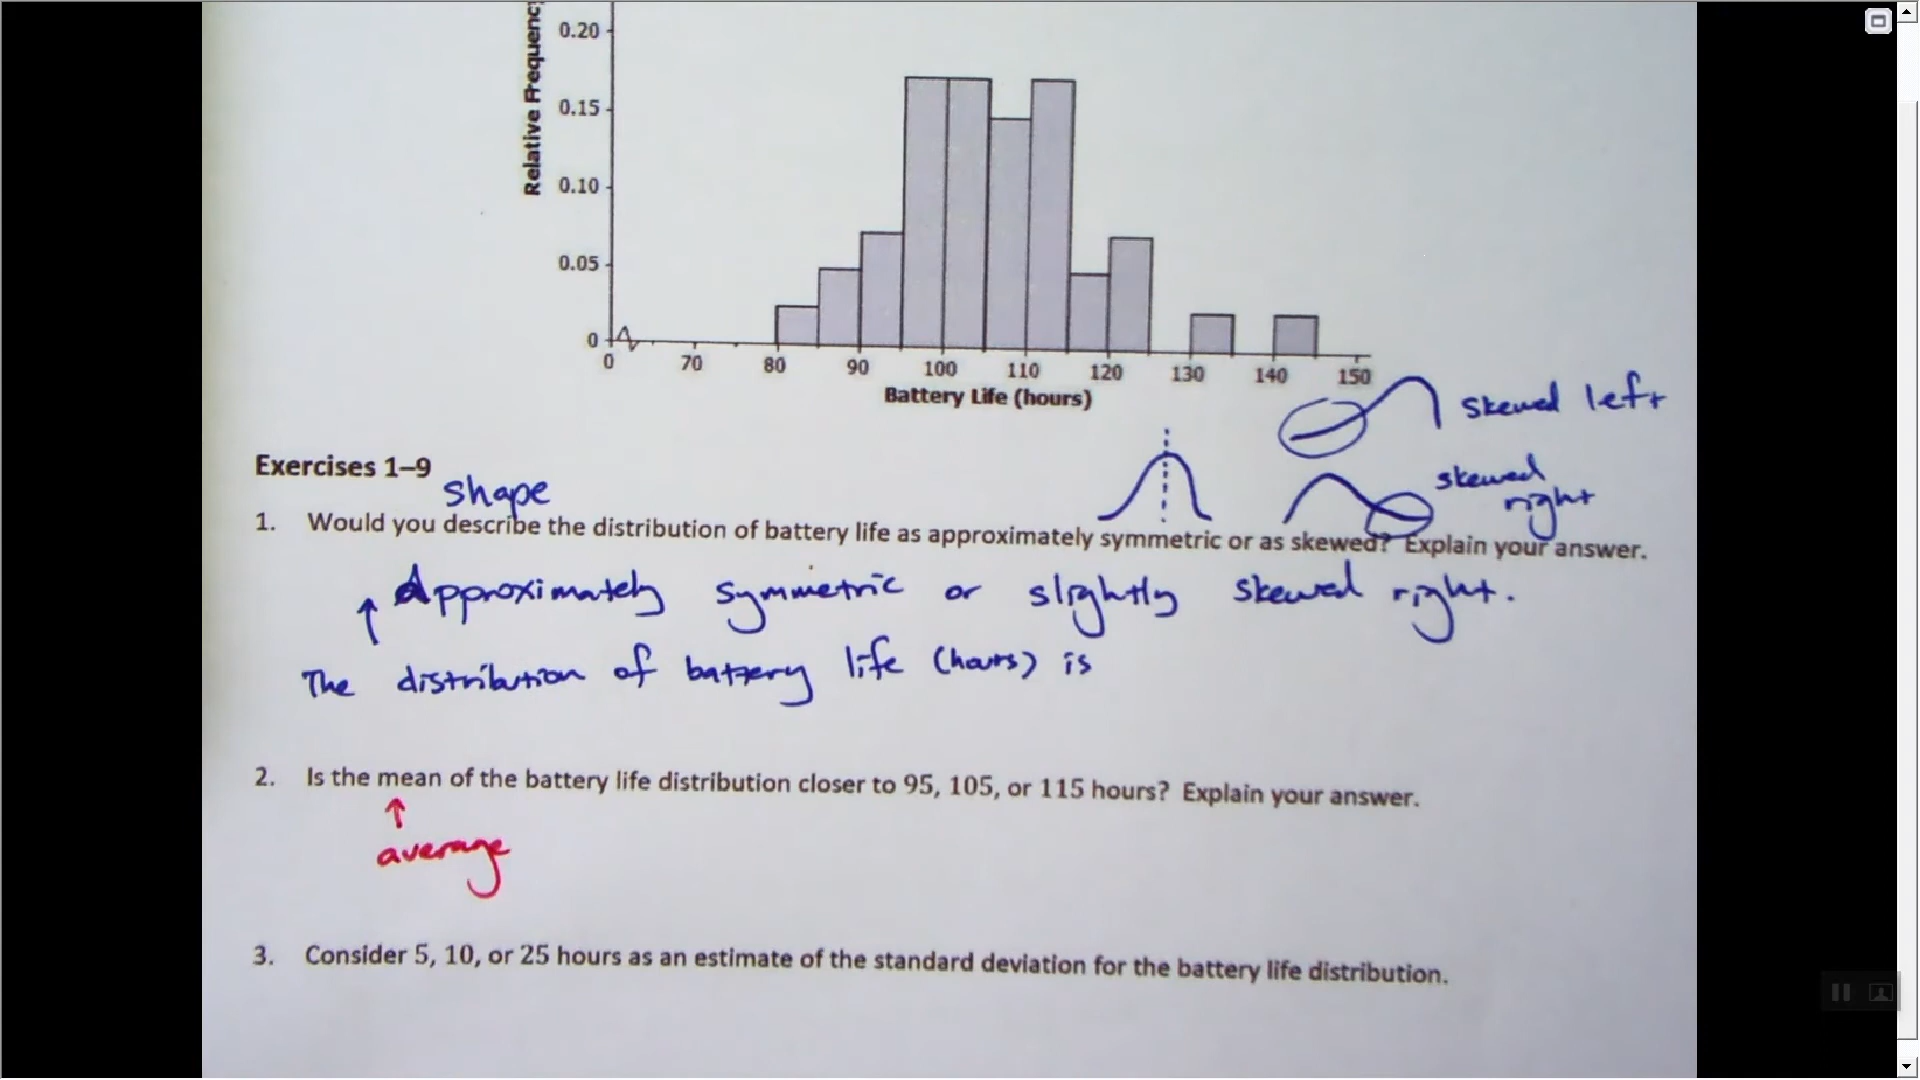 Relative Frequency
0.20
0.15
0.10
0.05
0
0 70 80 90 100 110 120 130 140 150
Battery Life (hours)
skewed left
skewed
right
Exercises 1–9
shape
1. Would you describe the distribution of battery life as approximately symmetric or as skewed? Explain your answer.
Approximately symmetric or slightly skewed right.
The distribution of battery life (hours) is
2. Is the mean of the battery life distribution closer to 95, 105, or 115 hours? Explain your answer.
average
3. Consider 5, 10, or 25 hours as an estimate of the standard deviation for the battery life distribution.